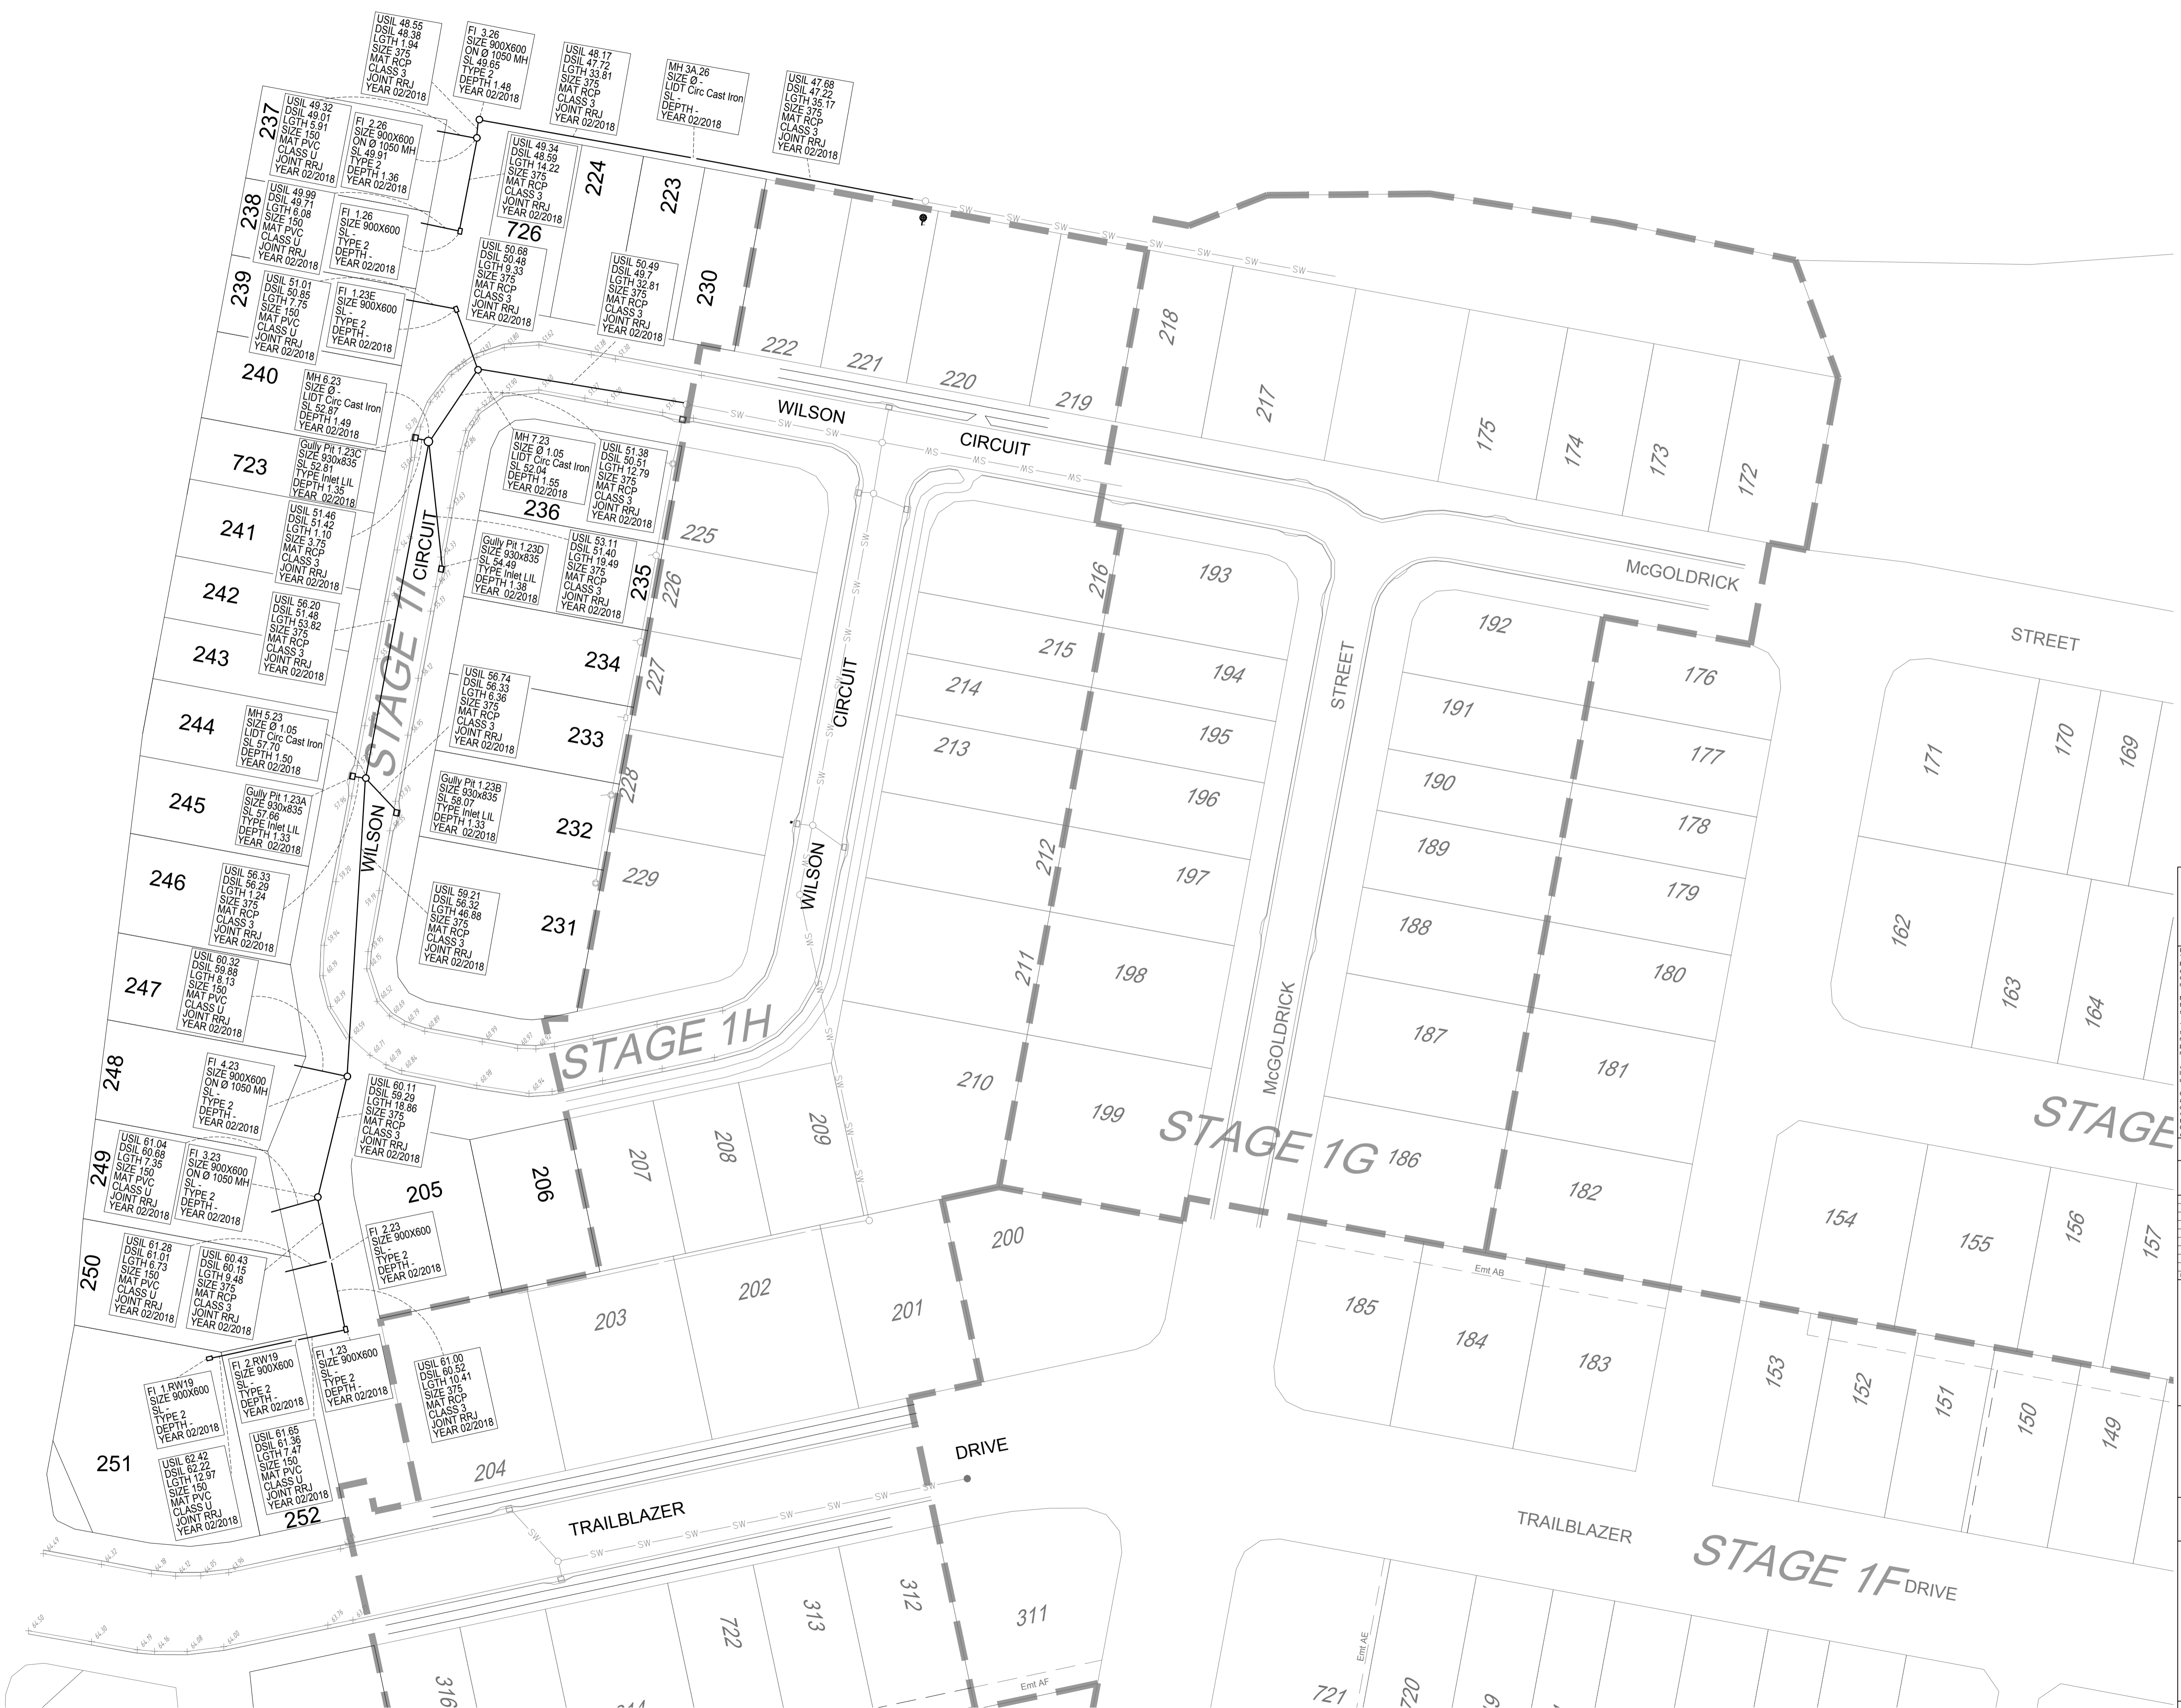 USIL 48.55
DSIL 48.38
LGTH 1.94
SIZE 375
MAT RCP
CLASS 3
JOINT RRJ
YEAR 02/2018
FI 3.26
SIZE 900X600
ON Ø 1050 MH
SL 49.65
TYPE 2
DEPTH 1.48
YEAR 02/2018
USIL 48.17
DSIL 47.72
LGTH 33.81
SIZE 375
MAT RCP
CLASS 3
JOINT RRJ
YEAR 02/2018
MH 3A.26
SIZE Ø -
LIDT Circ Cast Iron
SL -
DEPTH -
YEAR 02/2018
USIL 47.68
DSIL 47.22
LGTH 35.17
SIZE 375
MAT RCP
CLASS 3
JOINT RRJ
YEAR 02/2018
237
USIL 49.32
DSIL 49.01
LGTH 5.91
SIZE 150
MAT PVC
CLASS U
JOINT RRJ
YEAR 02/2018
FI 2.26
SIZE 900X600
ON Ø 1050 MH
SL 49.91
TYPE 2
DEPTH 1.36
YEAR 02/2018
USIL 49.34
DSIL 48.59
LGTH 14.22
SIZE 375
MAT RCP
CLASS 3
JOINT RRJ
YEAR 02/2018
726
224
223
230
238
USIL 49.99
DSIL 49.71
LGTH 6.08
SIZE 150
MAT PVC
CLASS U
JOINT RRJ
YEAR 02/2018
FI 1.26
SIZE 900X600
SL -
TYPE 2
DEPTH -
YEAR 02/2018
USIL 50.68
DSIL 50.48
LGTH 9.33
SIZE 375
MAT RCP
CLASS 3
JOINT RRJ
YEAR 02/2018
USIL 50.49
DSIL 49.7
LGTH 32.81
SIZE 375
MAT RCP
CLASS 3
JOINT RRJ
YEAR 02/2018
239
USIL 51.01
DSIL 50.85
LGTH 7.75
SIZE 150
MAT PVC
CLASS U
JOINT RRJ
YEAR 02/2018
FI 1.23E
SIZE 900X600
SL -
TYPE 2
DEPTH -
YEAR 02/2018
222
221
220
219
218
217
175
174
173
172
240
MH 6.23
SIZE Ø -
LIDT Circ Cast Iron
SL 52.87
DEPTH 1.49
YEAR 02/2018
WILSON
CIRCUIT
723
Gully Pit 1.23C
SIZE 930x835
SL 52.81
TYPE Inlet LIL
DEPTH 1.35
YEAR 02/2018
MH 7.23
SIZE Ø 1.05
LIDT Circ Cast Iron
SL 52.04
DEPTH 1.55
YEAR 02/2018
USIL 51.38
DSIL 50.51
LGTH 12.79
SIZE 375
MAT RCP
CLASS 3
JOINT RRJ
YEAR 02/2018
236
225
241
USIL 51.46
DSIL 51.42
LGTH 1.10
SIZE 3.75
MAT RCP
CLASS 3
JOINT RRJ
YEAR 02/2018
CIRCUIT
Gully Pit 1.23D
SIZE 930x835
SL 54.49
TYPE Inlet LIL
DEPTH 1.38
YEAR 02/2018
USIL 53.11
DSIL 51.40
LGTH 19.49
SIZE 375
MAT RCP
CLASS 3
JOINT RRJ
YEAR 02/2018
235
226
216
193
McGOLDRICK
STREET
242
USIL 56.20
DSIL 51.48
LGTH 53.82
SIZE 375
MAT RCP
CLASS 3
JOINT RRJ
YEAR 02/2018
STAGE 1I
243
234
227
CIRCUIT
215
194
STREET
192
176
244
MH 5.23
SIZE Ø 1.05
LIDT Circ Cast Iron
SL 57.70
DEPTH 1.50
YEAR 02/2018
USIL 56.74
DSIL 56.33
LGTH 6.36
SIZE 375
MAT RCP
CLASS 3
JOINT RRJ
YEAR 02/2018
233
214
195
191
177
171
170
169
245
Gully Pit 1.23A
SIZE 930x835
SL 57.66
TYPE Inlet LIL
DEPTH 1.33
YEAR 02/2018
Gully Pit 1.23B
SIZE 930x835
SL 58.07
TYPE Inlet LIL
DEPTH 1.33
YEAR 02/2018
232
228
213
196
190
178
WILSON
246
USIL 56.33
DSIL 56.29
LGTH 1.24
SIZE 375
MAT RCP
CLASS 3
JOINT RRJ
YEAR 02/2018
USIL 59.21
DSIL 56.32
LGTH 46.88
SIZE 375
MAT RCP
CLASS 3
JOINT RRJ
YEAR 02/2018
231
229
WILSON
212
197
189
179
188
162
247
USIL 60.32
DSIL 59.88
LGTH 8.13
SIZE 150
MAT PVC
CLASS U
JOINT RRJ
YEAR 02/2018
211
198
180
163
164
248
FI 4.23
SIZE 900X600
ON Ø 1050 MH
SL -
TYPE 2
DEPTH -
YEAR 02/2018
STAGE 1H
McGOLDRICK
187
181
USIL 60.11
DSIL 59.29
LGTH 18.86
SIZE 375
MAT RCP
CLASS 3
JOINT RRJ
YEAR 02/2018
210
199
STAGE 1G
186
182
STAGE
249
USIL 61.04
DSIL 60.68
LGTH 7.35
SIZE 150
MAT PVC
CLASS U
JOINT RRJ
YEAR 02/2018
FI 3.23
SIZE 900X600
ON Ø 1050 MH
SL -
TYPE 2
DEPTH -
YEAR 02/2018
205
206
207
208
209
FI 2.23
SIZE 900X600
SL -
TYPE 2
DEPTH -
YEAR 02/2018
200
154
155
156
157
250
USIL 61.28
DSIL 61.01
LGTH 6.73
SIZE 150
MAT PVC
CLASS U
JOINT RRJ
YEAR 02/2018
USIL 60.43
DSIL 60.15
LGTH 9.48
SIZE 375
MAT RCP
CLASS 3
JOINT RRJ
YEAR 02/2018
203
202
201
Emt AB
185
184
183
153
152
151
150
149
FI 1.RW19
SIZE 900X600
SL -
TYPE 2
DEPTH -
YEAR 02/2018
FI 2.RW19
SIZE 900X600
SL -
TYPE 2
DEPTH -
YEAR 02/2018
FI 1.23
SIZE 900X600
SL -
TYPE 2
DEPTH -
YEAR 02/2018
USIL 61.00
DSIL 60.52
LGTH 10.41
SIZE 375
MAT RCP
CLASS 3
JOINT RRJ
YEAR 02/2018
251
USIL 62.42
DSIL 62.22
LGTH 12.97
SIZE 150
MAT PVC
CLASS U
JOINT RRJ
YEAR 02/2018
USIL 61.65
DSIL 61.36
LGTH 7.47
SIZE 150
MAT PVC
CLASS U
JOINT RRJ
YEAR 02/2018
252
204
TRAILBLAZER
DRIVE
TRAILBLAZER
STAGE 1F
DRIVE
316
722
313
312
311
Emt AF
721
Emt AE
720